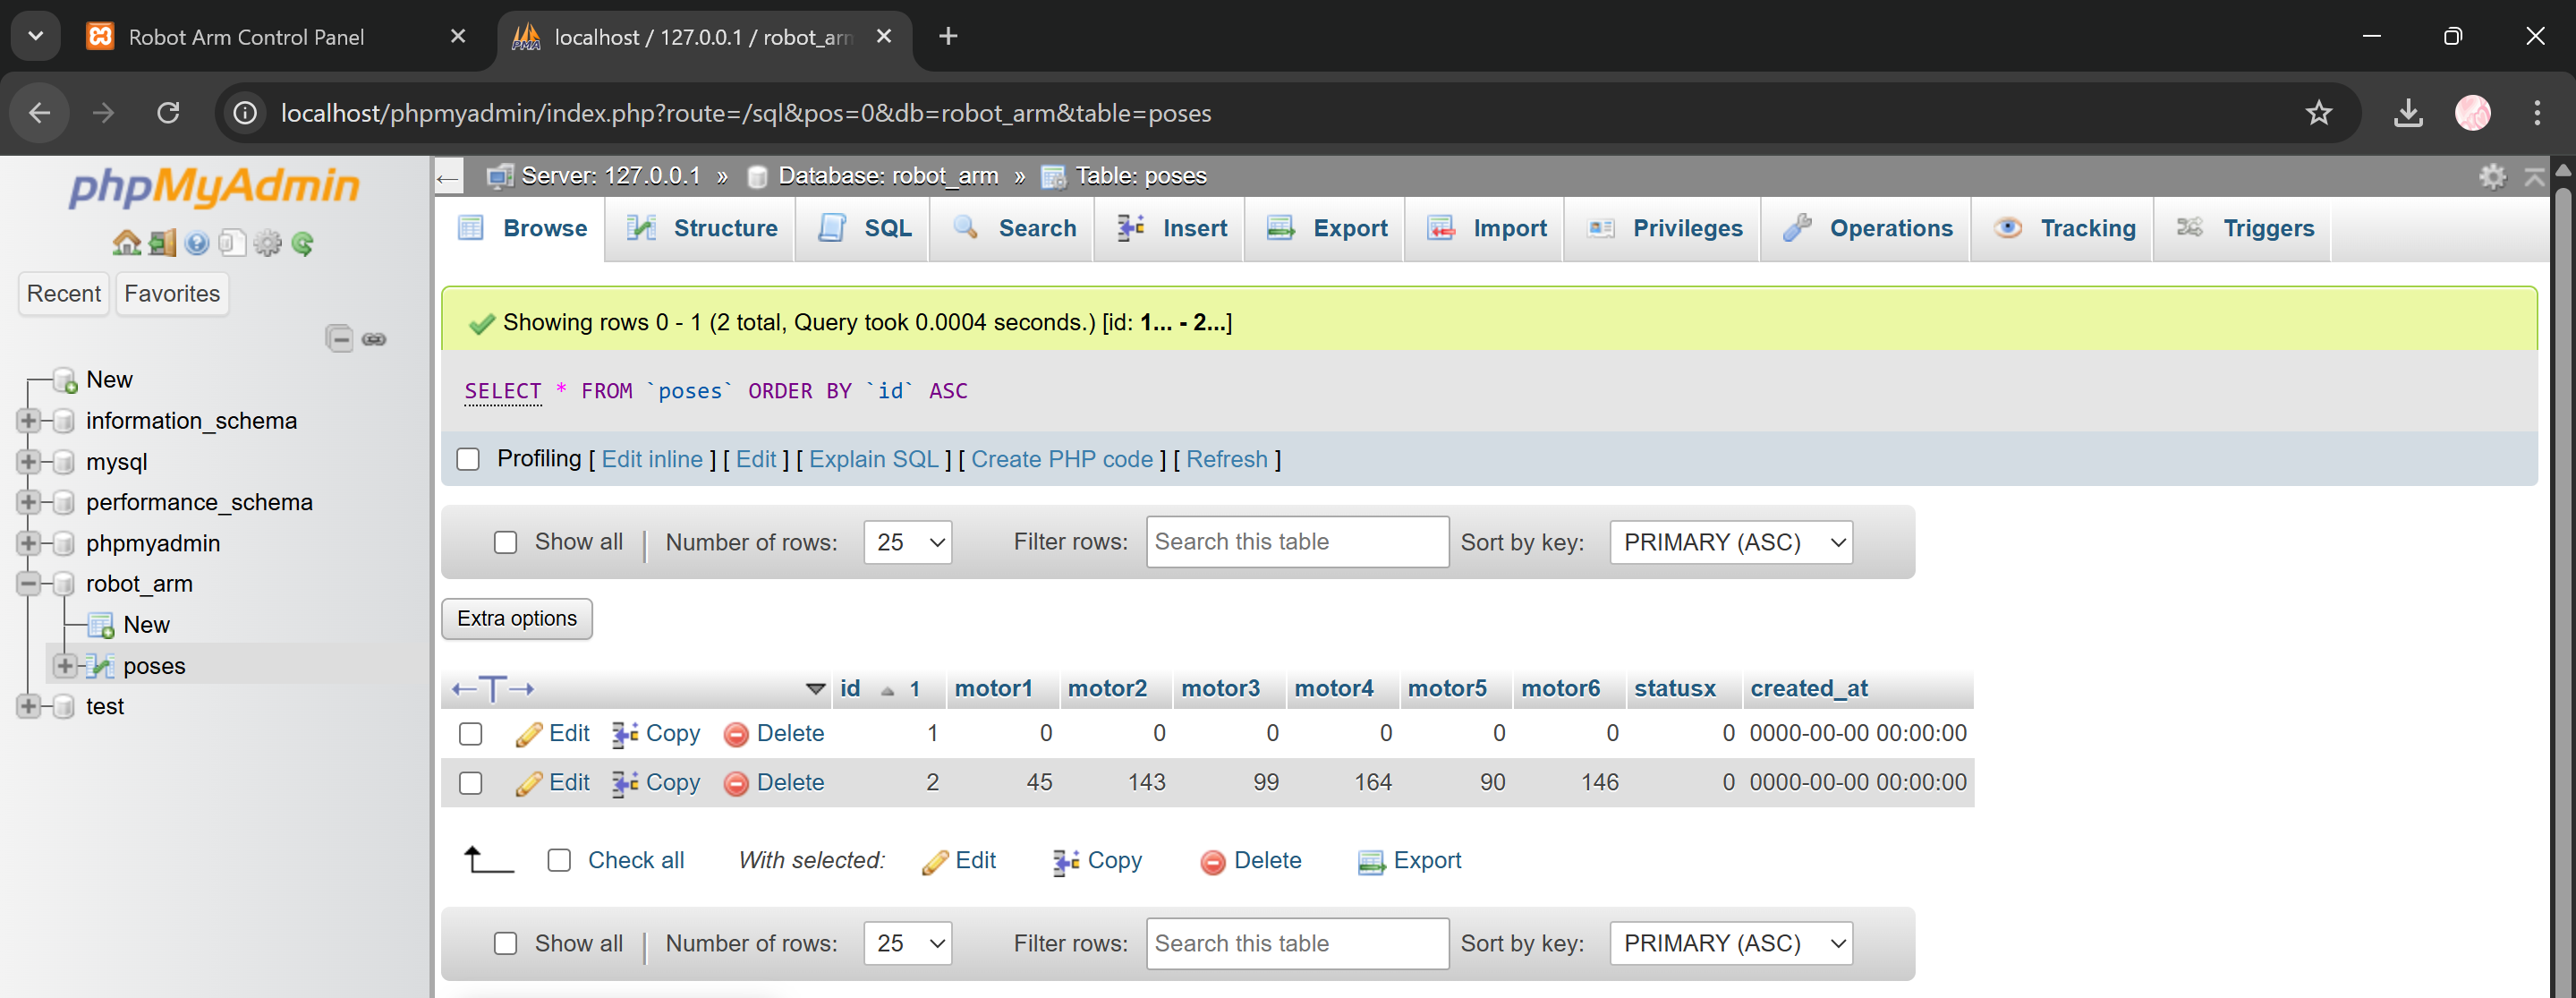 Robot Arm Control Panel
localhost / 127.0.0.1 / robot_arm
localhost/phpmyadmin/index.php?route=/sql&pos=0&db=robot_arm&table=poses
phpMyAdmin
Recent Favorites
New
information_schema
mysql
performance_schema
phpmyadmin
robot_arm
New
poses
test
← Server: 127.0.0.1 » Database: robot_arm » Table: poses
Browse Structure SQL Search Insert Export Import Privileges Operations Tracking Triggers
Showing rows 0 - 1 (2 total, Query took 0.0004 seconds.) [id: 1... - 2...]
SELECT * FROM `poses` ORDER BY `id` ASC
Profiling [ Edit inline ] [ Edit ] [ Explain SQL ] [ Create PHP code ] [ Refresh ]
Show all | Number of rows: 25 Filter rows: Search this table Sort by key: PRIMARY (ASC)
Extra options
←T→ id 1 motor1 motor2 motor3 motor4 motor5 motor6 statusx created_at
Edit Copy Delete 1 0 0 0 0 0 0 0 0000-00-00 00:00:00
Edit Copy Delete 2 45 143 99 164 90 146 0 0000-00-00 00:00:00
Check all With selected: Edit Copy Delete Export
Show all | Number of rows: 25 Filter rows: Search this table Sort by key: PRIMARY (ASC)